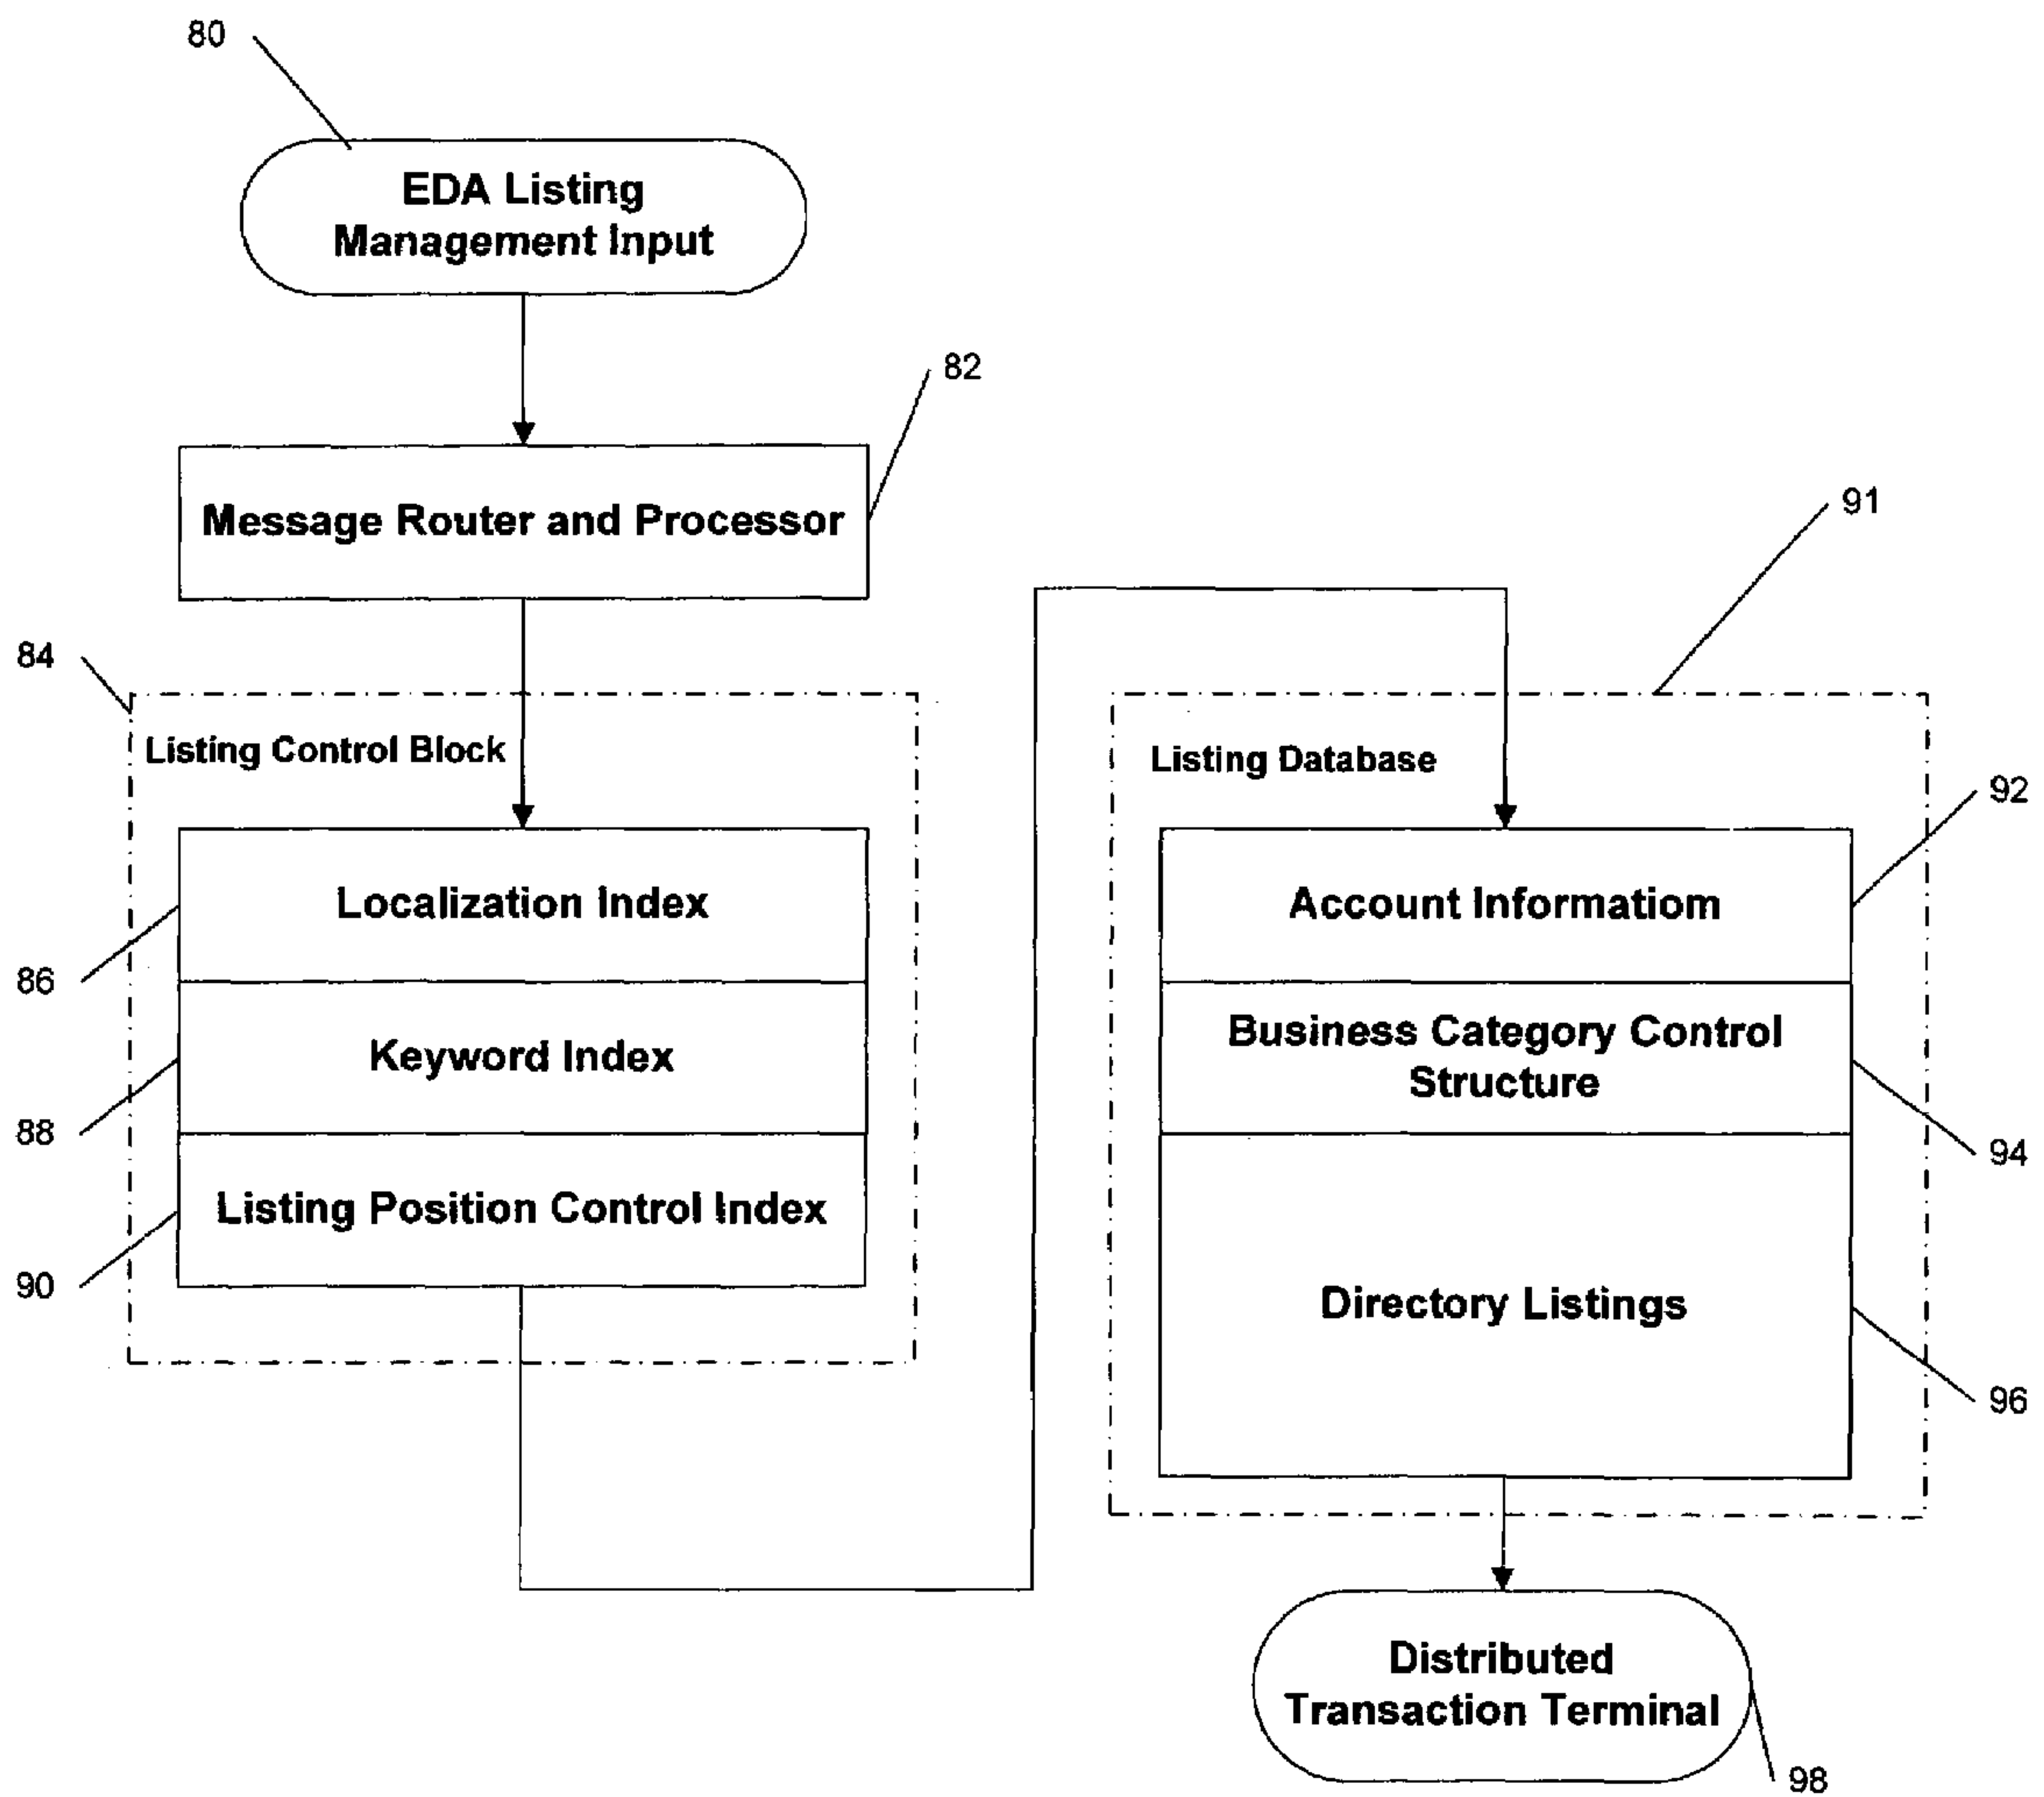 80
EDA Listing
Management Input
82
Message Router and Processor
84
Listing Control Block
Localization Index
86
Keyword Index
88
Listing Position Control Index
90
91
Listing Database
92
Account Informatiom
Business Category Control
Structure
94
Directory Listings
96
Distributed
Transaction Terminal
98